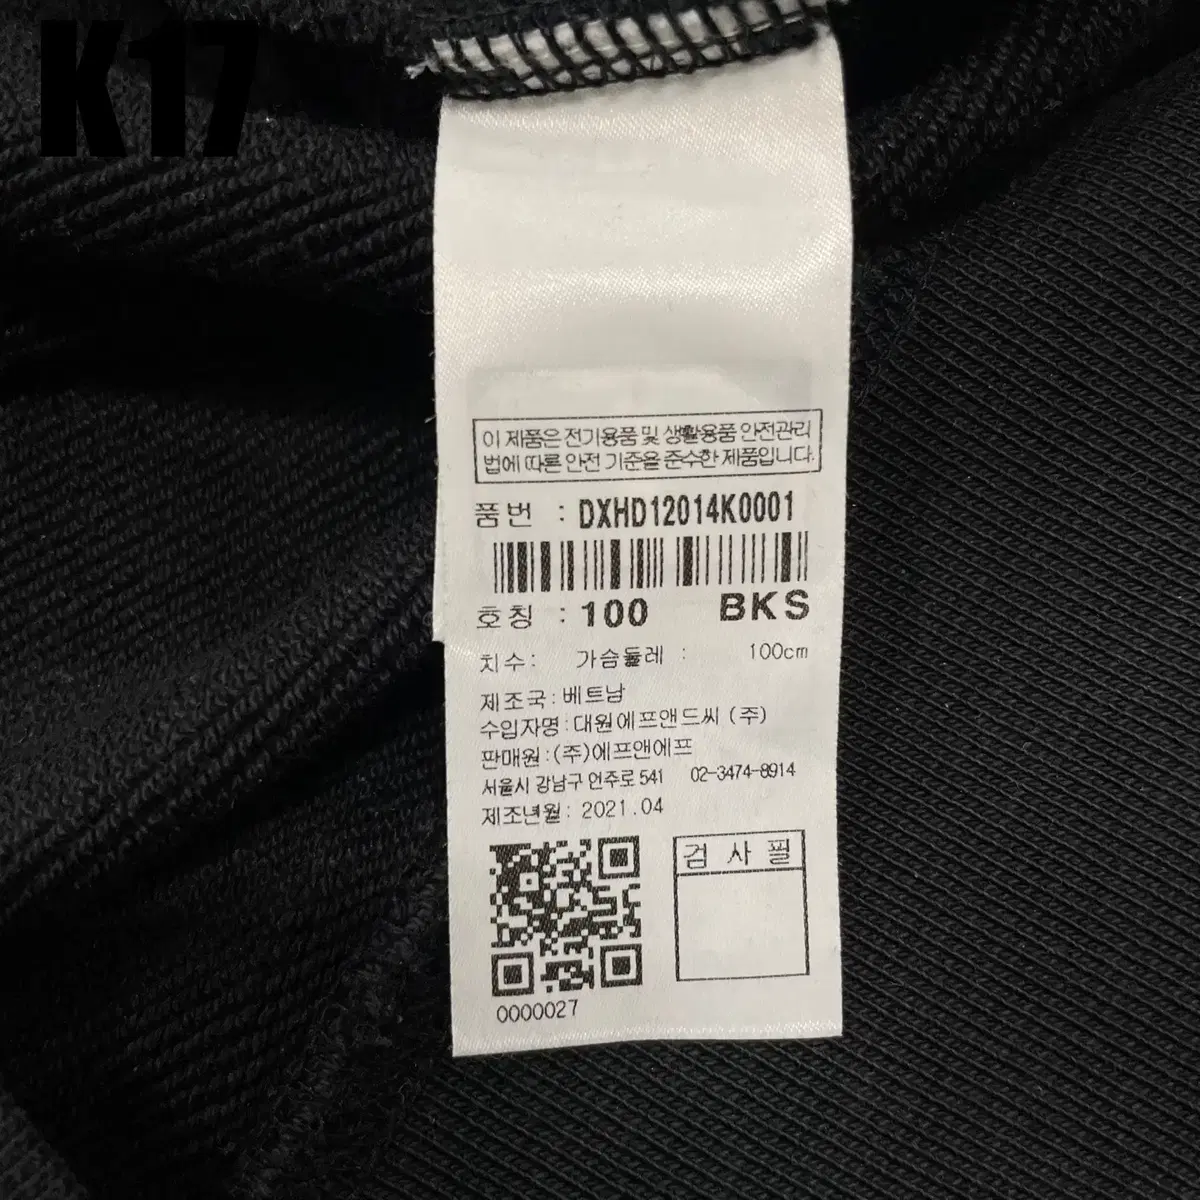 K17
이 제품은 전기용품 및 생활용품 안전관리
법에 따른 안전 기준을 준수한 제품입니다.
품번 : DXHD12014K0001
호칭 : 100 BKS
치수: 가슴둘레 : 100cm
제조국:베트남
수입자명:대원에프앤드씨 (주)
판매원:(주)에프앤에프
서울시 강남구 언주로 541 02-3474-8914
제조년월: 2021.04
검 사 필
0000027